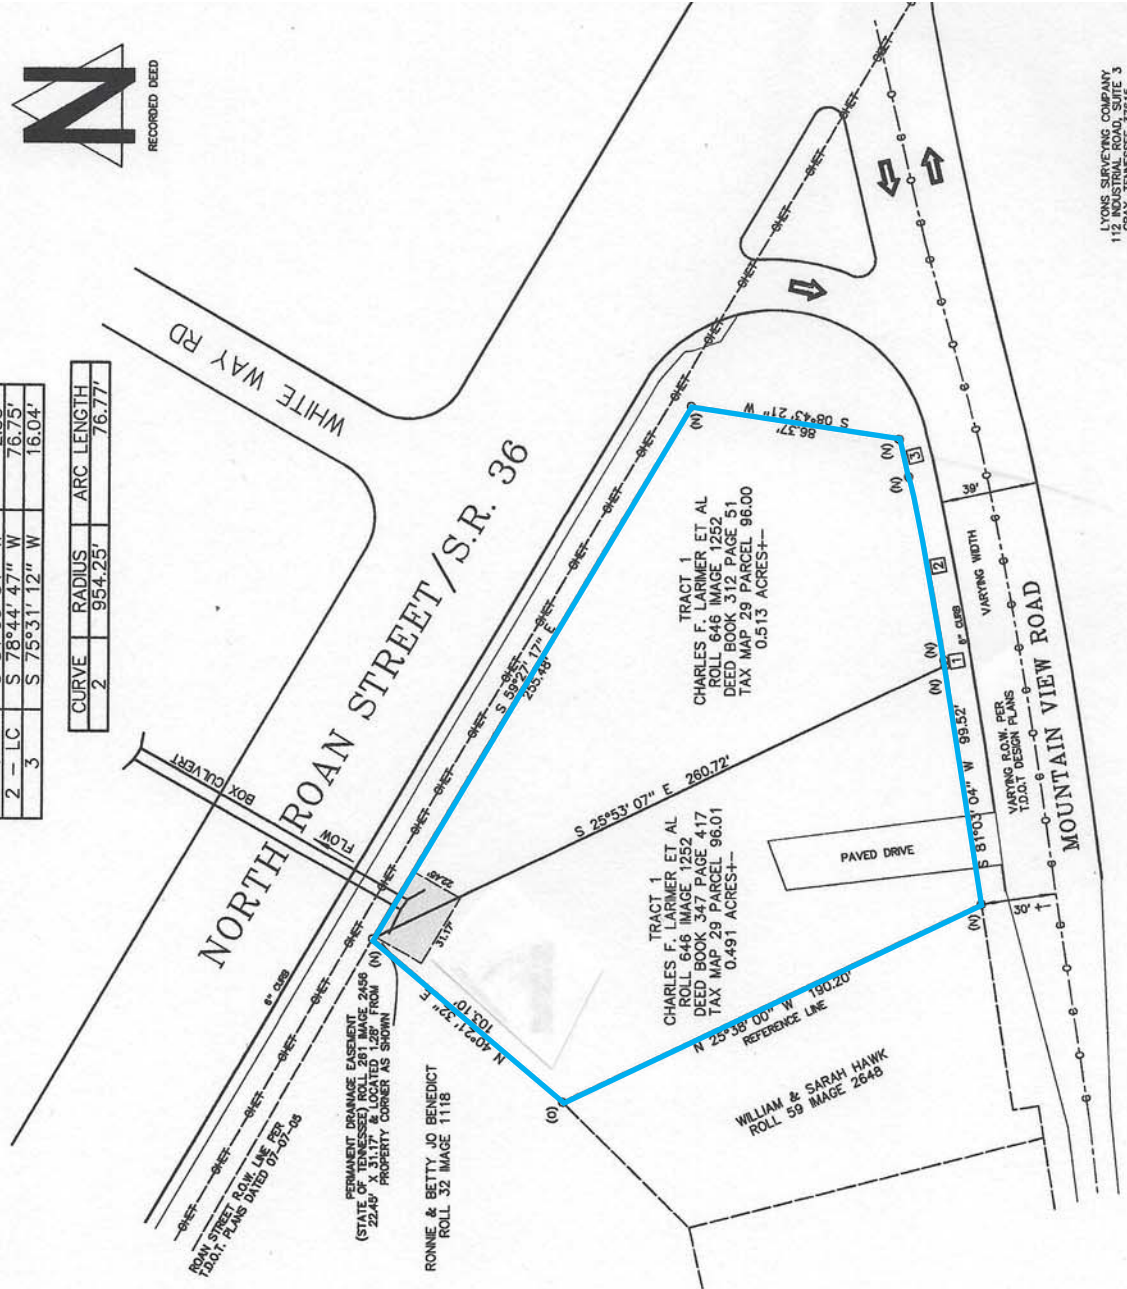 N
RECORDED DEED
2 - LC | S 78°44' 47" W | 76.75'
3 | S 75°31' 12" W | 16.04'
CURVE | RADIUS | ARC LENGTH
2 | 954.25' | 76.77'
WHITE WAY RD
NORTH ROAN STREET/S.R. 36
BOX CULVERT
FLOW
6" CURB
OHET
S 59°27' 17" E
255.48'
(N)
S 08°43' 21" W
86.37'
(N)
3
(N)
2
39'
VARYING WIDTH
6" CURB
1
(N)
(N)
TRACT 1
CHARLES F. LARIMER ET AL
ROLL 646 IMAGE 1252
DEED BOOK 312 PAGE 51
TAX MAP 29 PARCEL 96.00
0.513 ACRES+-
S 25°53' 07" E 260.72'
TRACT 1
CHARLES F. LARIMER ET AL
ROLL 646 IMAGE 1252
DEED BOOK 347 PAGE 417
TAX MAP 29 PARCEL 96.01
0.491 ACRES+-
PAVED DRIVE
S 81°03' 04" W 99.52'
VARYING R.O.W. PER
T.D.O.T DESIGN PLANS
MOUNTAIN VIEW ROAD
30' +
(N)
N 25°38' 00" W 190.20'
REFERENCE LINE
WILLIAM & SARAH HAWK
ROLL 59 IMAGE 2648
(O)
N 40°21' 32" E
103.10'
22.45'
31.17'
(N)
PERMANENT DRANAGE EASEMENT
(STATE OF TENNESSEE) ROLL 261 IMAGE 2456
22.45' X 31.17' & LOCATED 1.28' FROM
PROPERTY CORNER AS SHOWN
RONNIE & BETTY JO BENEDICT
ROLL 32 IMAGE 1118
ROAN STREET R.O.W. LINE PER
T.D.O.T. PLANS DATED 07-07-05
LYONS SURVEYING COMPANY
112 INDUSTRIAL ROAD, SUITE 3